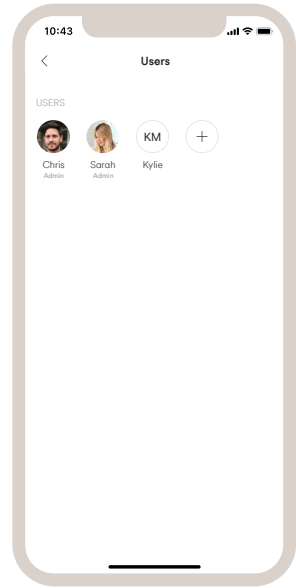 10:43
Users
USERS
KM
Chris Sarah Kylie
Admin Admin